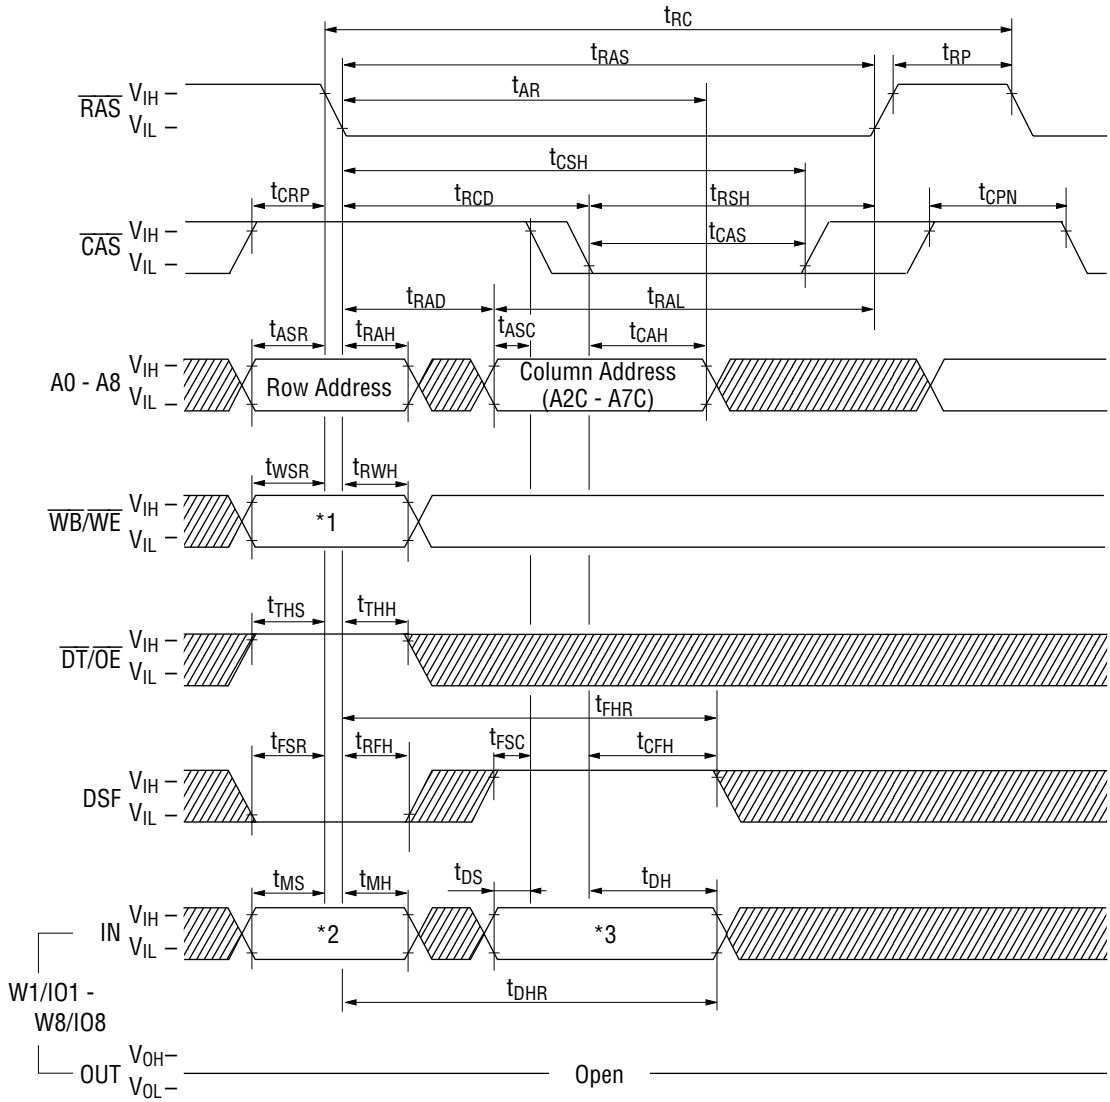 tRC
tRAS
tRP
tAR
RAS
VIH
VIL
tCSH
tCRP
tRCD
tRSH
tCPN
tCAS
CAS
VIH
VIL
tRAD
tRAL
tASR
tRAH
tASC
tCAH
A0 - A8
VIH
VIL
Row Address
Column Address
(A2C - A7C)
tWSR
tRWH
WB/WE
VIH
VIL
*1
tTHS
tTHH
DT/OE
VIH
VIL
tFHR
tFSR
tRFH
tFSC
tCFH
DSF
VIH
VIL
tMS
tMH
tDS
tDH
IN
VIH
VIL
*2
*3
tDHR
W1/IO1 -
W8/IO8
OUT
VOH
VOL
Open